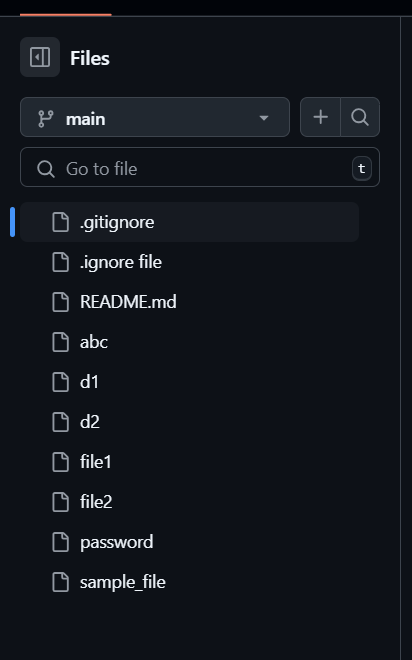 Files
main
Go to file t
.gitignore
.ignore file
README.md
abc
d1
d2
file1
file2
password
sample_file